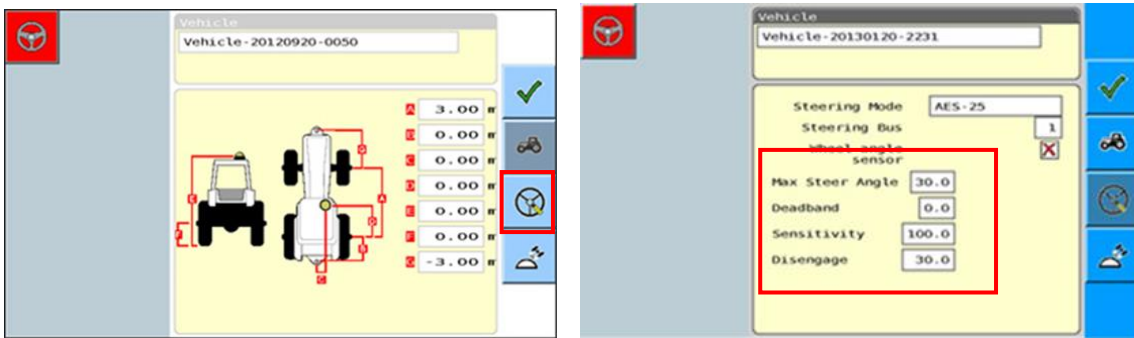 Vehicle
Vehicle-20120920-0050
A 3.00 m
0.00 m
C 0.00 m
D 0.00 m
E 0.00 m
F 0.00 m
G -3.00 m
Vehicle
Vehicle-20130120-2231
Steering Mode AES-25
Steering Bus 1
Wheel angle
sensor
Max Steer Angle 30.0
Deadband 0.0
Sensitivity 100.0
Disengage 30.0